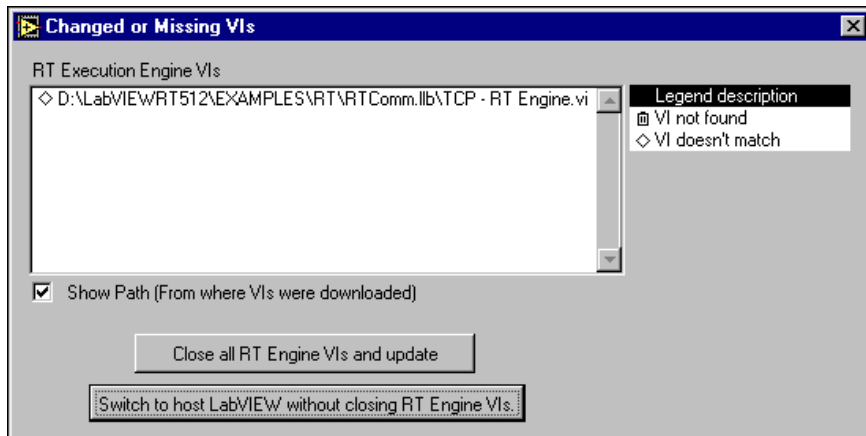 Changed or Missing VIs
RT Execution Engine VIs
D:\LabVIEWRT512\EXAMPLES\RT\RTComm.llb\TCP - RT Engine.vi
Legend description
VI not found
VI doesn't match
Show Path (From where VIs were downloaded)
Close all RT Engine VIs and update
Switch to host LabVIEW without closing RT Engine VIs.